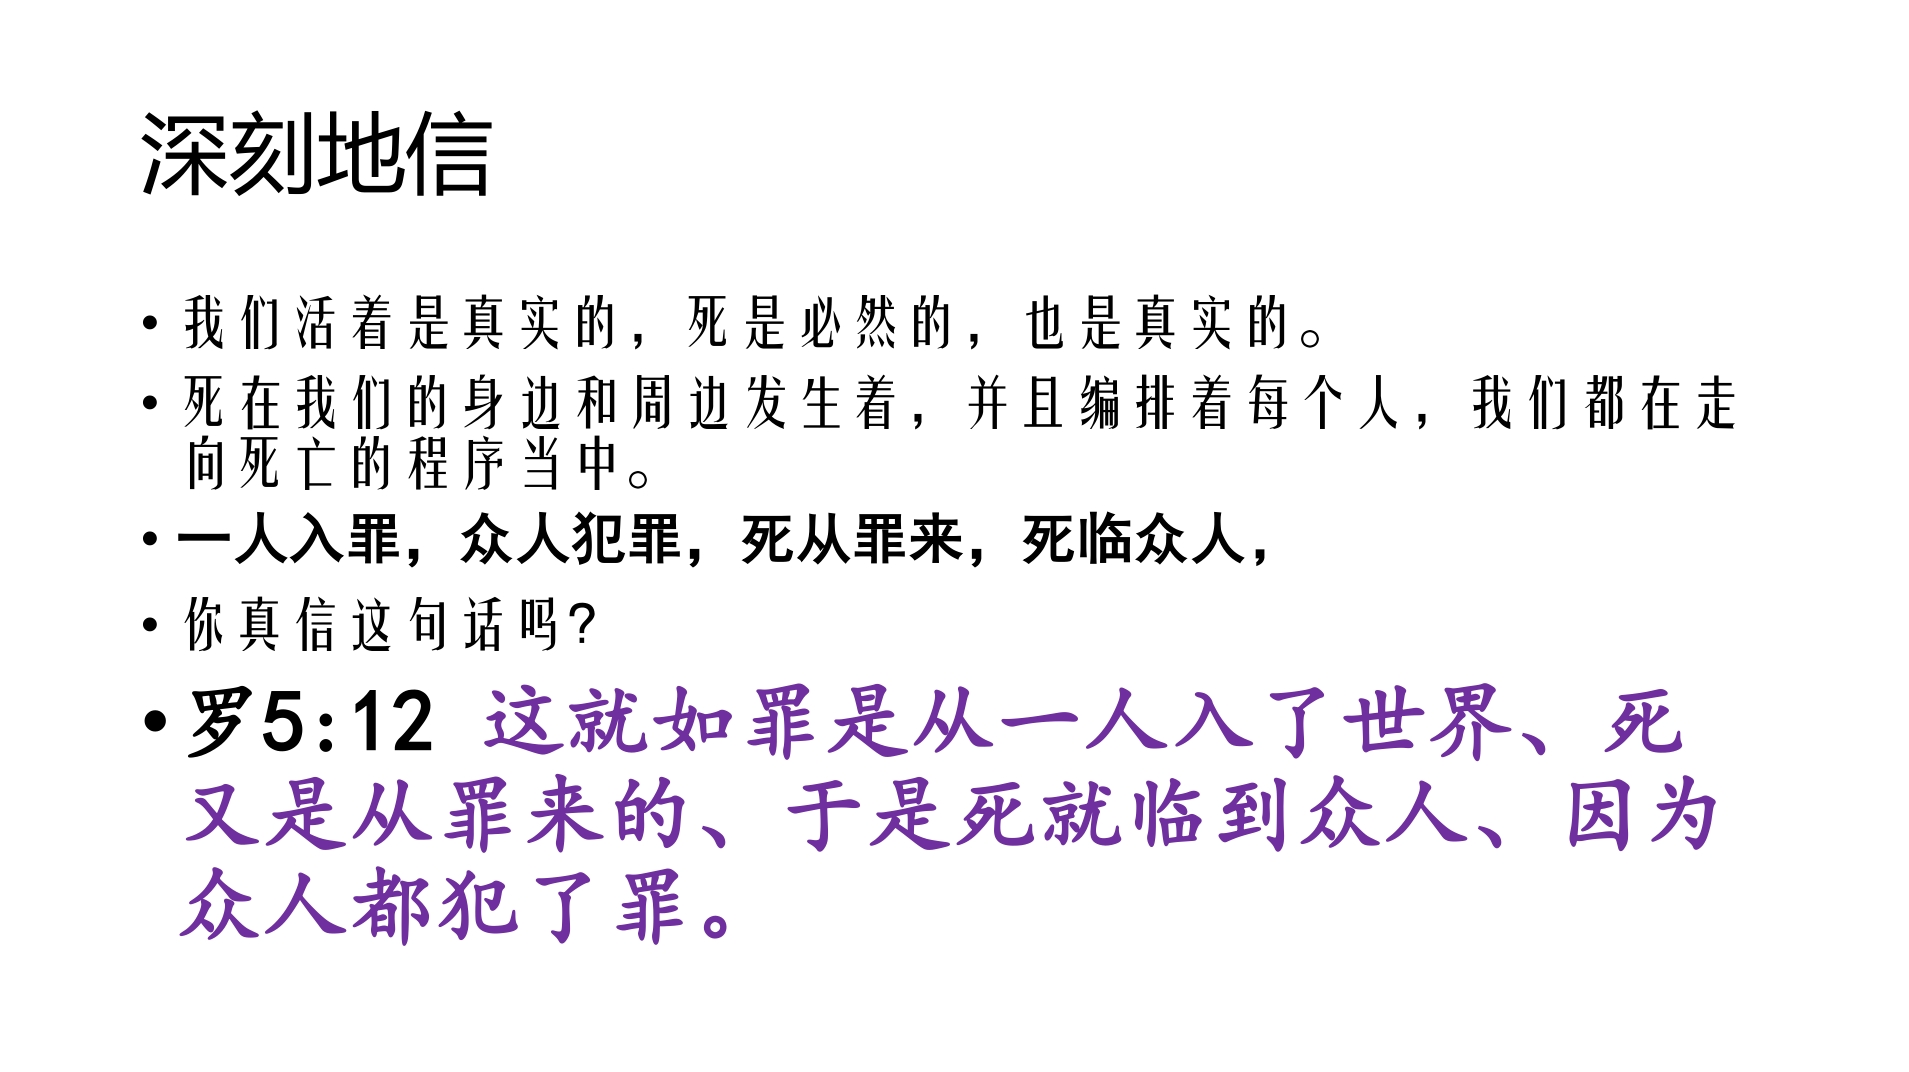 深刻地信
• 我们活着是真实的，死是必然的，也是真实的。
• 死在我们的身边和周边发生着，并且编排着每个人，我们都在走
向死亡的程序当中。
• 一人入罪，众人犯罪，死从罪来，死临众人，
• 你真信这句话吗?
• 罗5:12 这就如罪是从一人入了世界、死
又是从罪来的、于是死就临到众人、因为
众人都犯了罪。